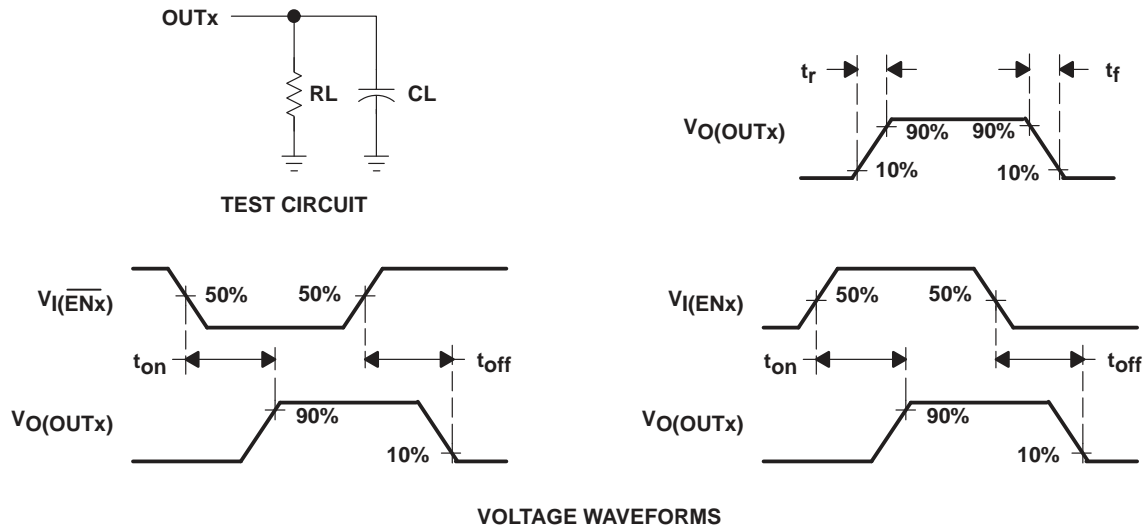 OUTx
RL
CL
TEST CIRCUIT
tr
tf
VO(OUTx)
90%
90%
10%
10%
VI(E̅N̅x̅)
50%
50%
ton
toff
VO(OUTx)
90%
10%
VI(ENx)
50%
50%
ton
toff
VO(OUTx)
90%
10%
VOLTAGE WAVEFORMS